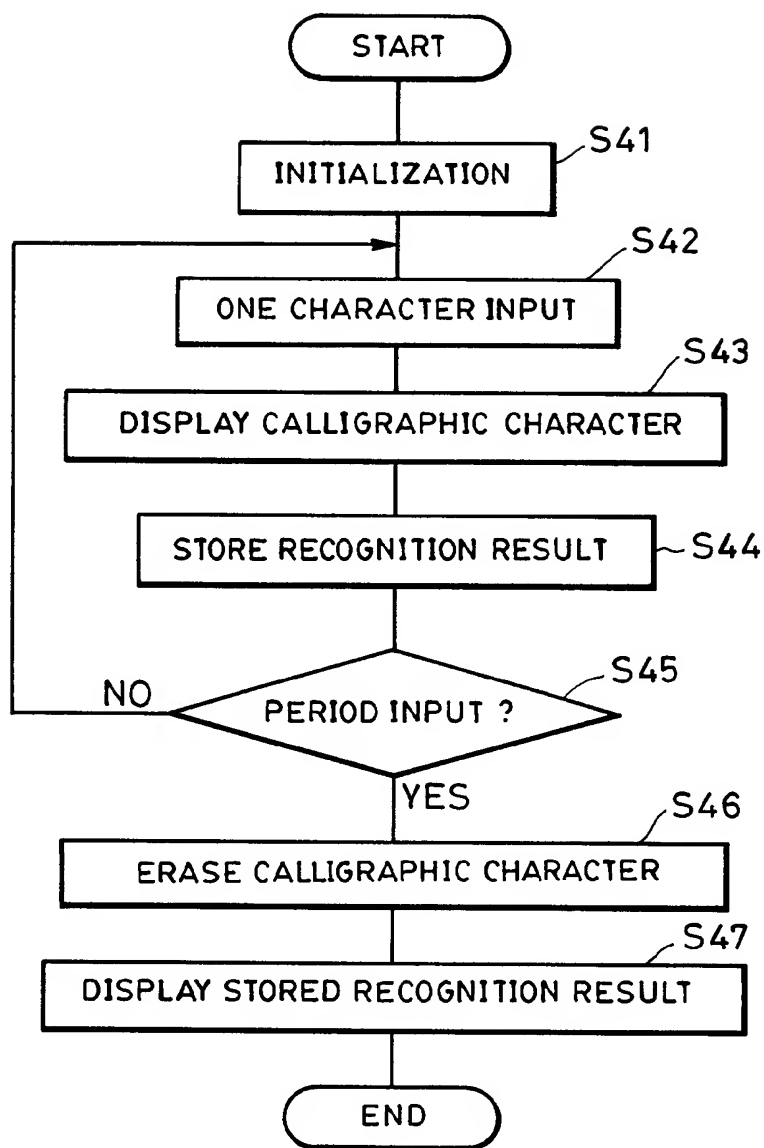 START
S41
INITIALIZATION
S42
ONE CHARACTER INPUT
S43
DISPLAY CALLIGRAPHIC CHARACTER
STORE RECOGNITION RESULT
S44
S45
NO
PERIOD INPUT ?
YES
S46
ERASE CALLIGRAPHIC CHARACTER
S47
DISPLAY STORED RECOGNITION RESULT
END